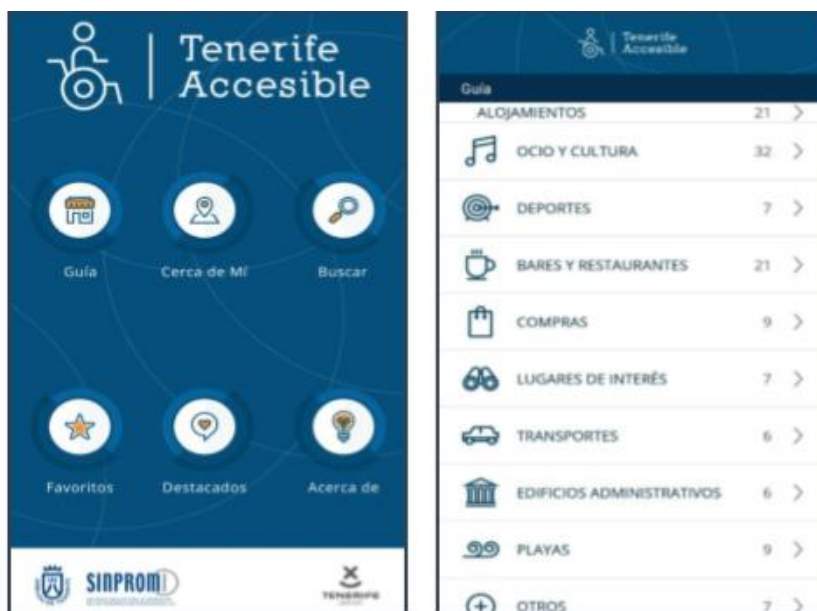 Tenerife
Accesible
Guía
Cerca de Mí
Buscar
Favoritos
Destacados
Acerca de
SINPROMI
TENERIFE
Tenerife
Accesible
Guía
ALOJAMIENTOS 21
OCIO Y CULTURA 32
DEPORTES 7
BARES Y RESTAURANTES 21
COMPRAS 9
LUGARES DE INTERÉS 7
TRANSPORTES 6
EDIFICIOS ADMINISTRATIVOS 6
PLAYAS 9
OTROS 7